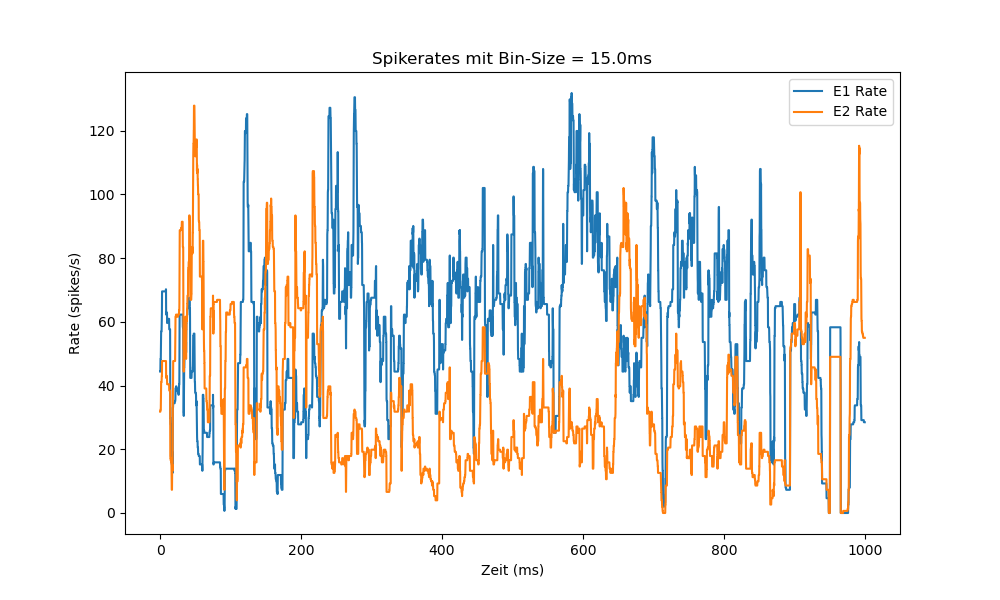 Spikerates mit Bin-Size = 15.0ms
E1 Rate
E2 Rate
Rate (spikes/s)
120
100
80
60
40
20
0
0 200 400 600 800 1000
Zeit (ms)